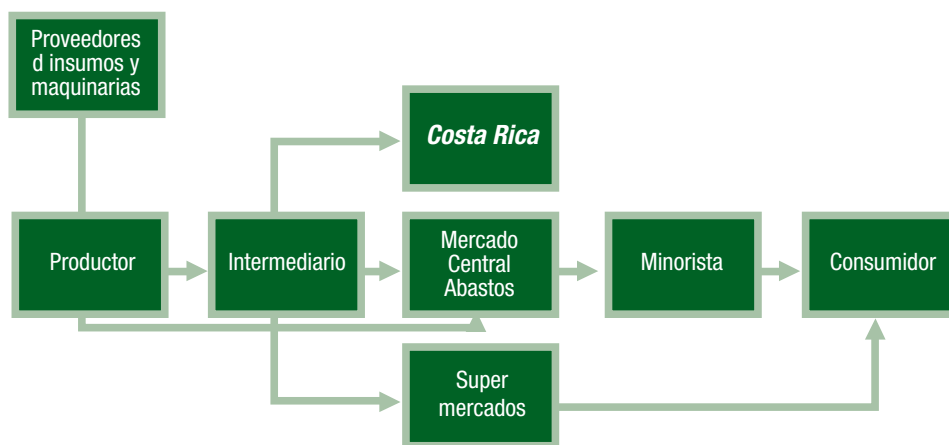 Proveedores
d insumos y
maquinarias
Costa Rica
Productor
Intermediario
Mercado
Central
Abastos
Minorista
Consumidor
Super
mercados